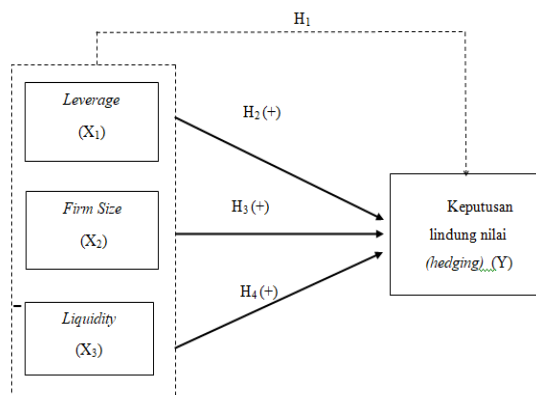 H₁
Leverage
(X₁)
H₂ (+)
Firm Size
(X₂)
H₃ (+)
Keputusan
lindung nilai
(hedging) (Y)
H₄ (+)
Liquidity
(X₃)